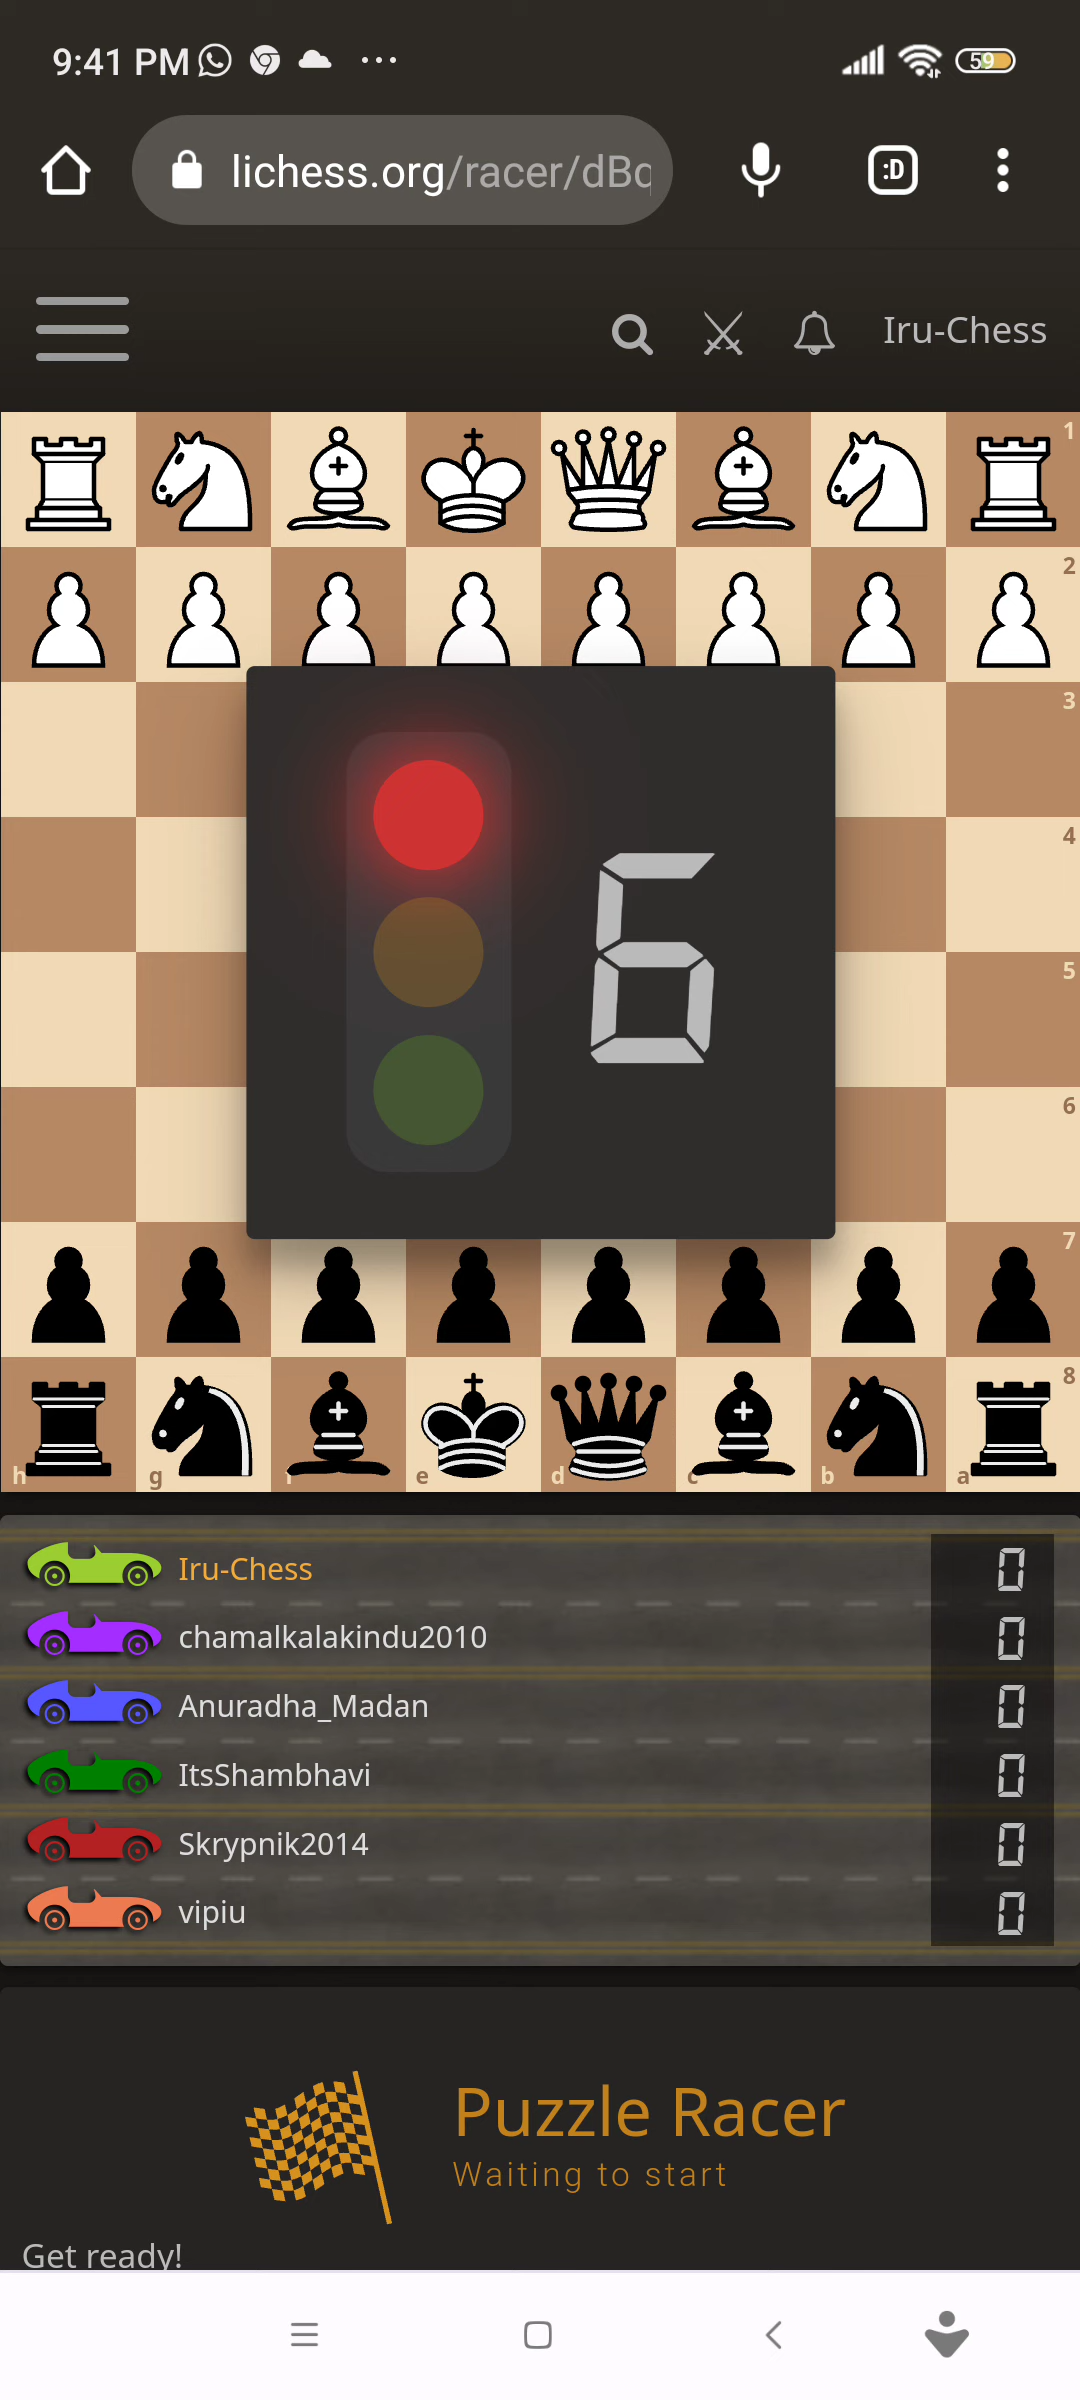 9:41 PM
59
lichess.org/racer/dBq
:D
Iru-Chess
1
2
3
4
5
6
7
8
6
h g f e d c b a
Iru-Chess 0
chamalkalakindu2010 0
Anuradha_Madan 0
ItsShambhavi 0
Skrypnik2014 0
vipiu 0
Puzzle Racer
Waiting to start
Get ready!